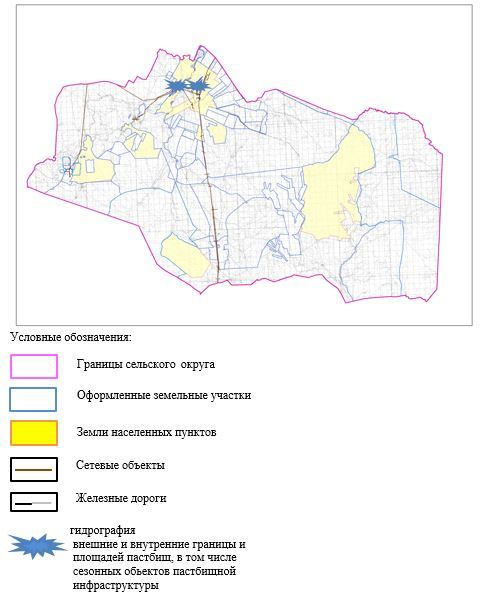 Условные обозначения:
Границы сельского округа
Оформленные земельные участки
Земли населенных пунктов
Сетевые объекты
Железные дороги
гидрография
внешние и внутренние границы и
площадей пастбищ, в том числе
сезонных объектов пастбищной
инфраструктуры